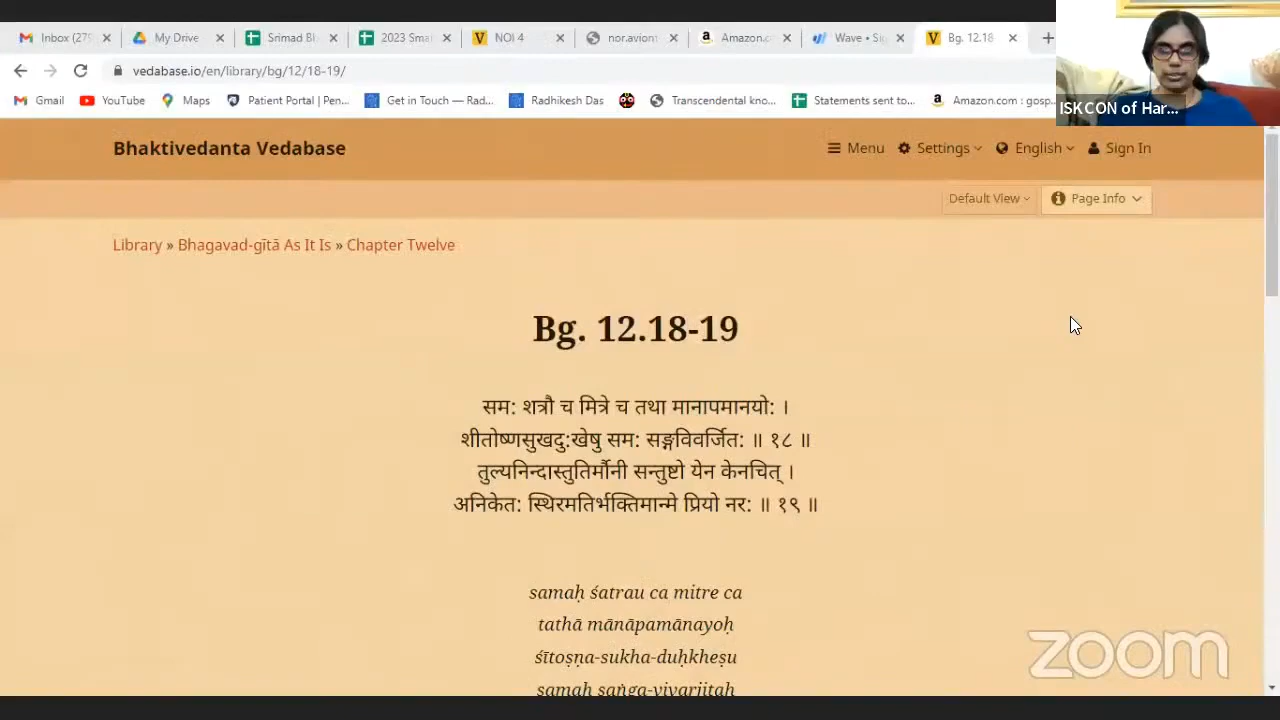 Inbox (279
My Drive
Srimad Bl
2023 Smar
NOI 4
nor.aviont
Amazon.c
Wave • Sig
Bg. 12.18
vedabase.io/en/library/bg/12/18-19/
Gmail
YouTube
Maps
Patient Portal | Pen...
Get in Touch — Rad...
Radhikesh Das
Transcendental kno...
Statements sent to...
Amazon.com : gosp...
ISKCON of Har...
Bhaktivedanta Vedabase
Menu
Settings
English
Sign In
Default View
Page Info
Library » Bhagavad-gītā As It Is » Chapter Twelve
Bg. 12.18-19
सम: शत्रौ च मित्रे च तथा मानापमानयो: ।
शीतोष्णसुखदु:खेषु सम: सङ्गविवर्जित: ॥ १८ ॥
तुल्यनिन्दास्तुतिर्मौनी सन्तुष्टो येन केनचित् ।
अनिकेत: स्थिरमतिर्भक्तिमान्मे प्रियो नर: ॥ १९ ॥
samaḥ śatrau ca mitre ca
tathā mānāpamānayoḥ
śītoṣṇa-sukha-duḥkheṣu
samaḥ saṅga-vivarjitaḥ
zoom